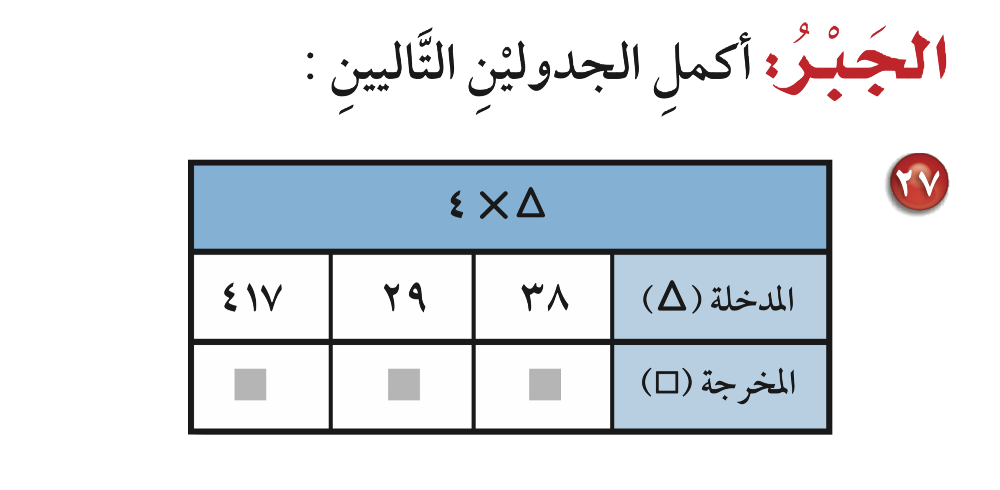 الجَبْرُ: أكملِ الجدوليْنِ التَّاليينِ :
٢٧
△ × ٤
المدخلة (△) ٣٨ ٢٩ ٤١٧
المخرجة (□)